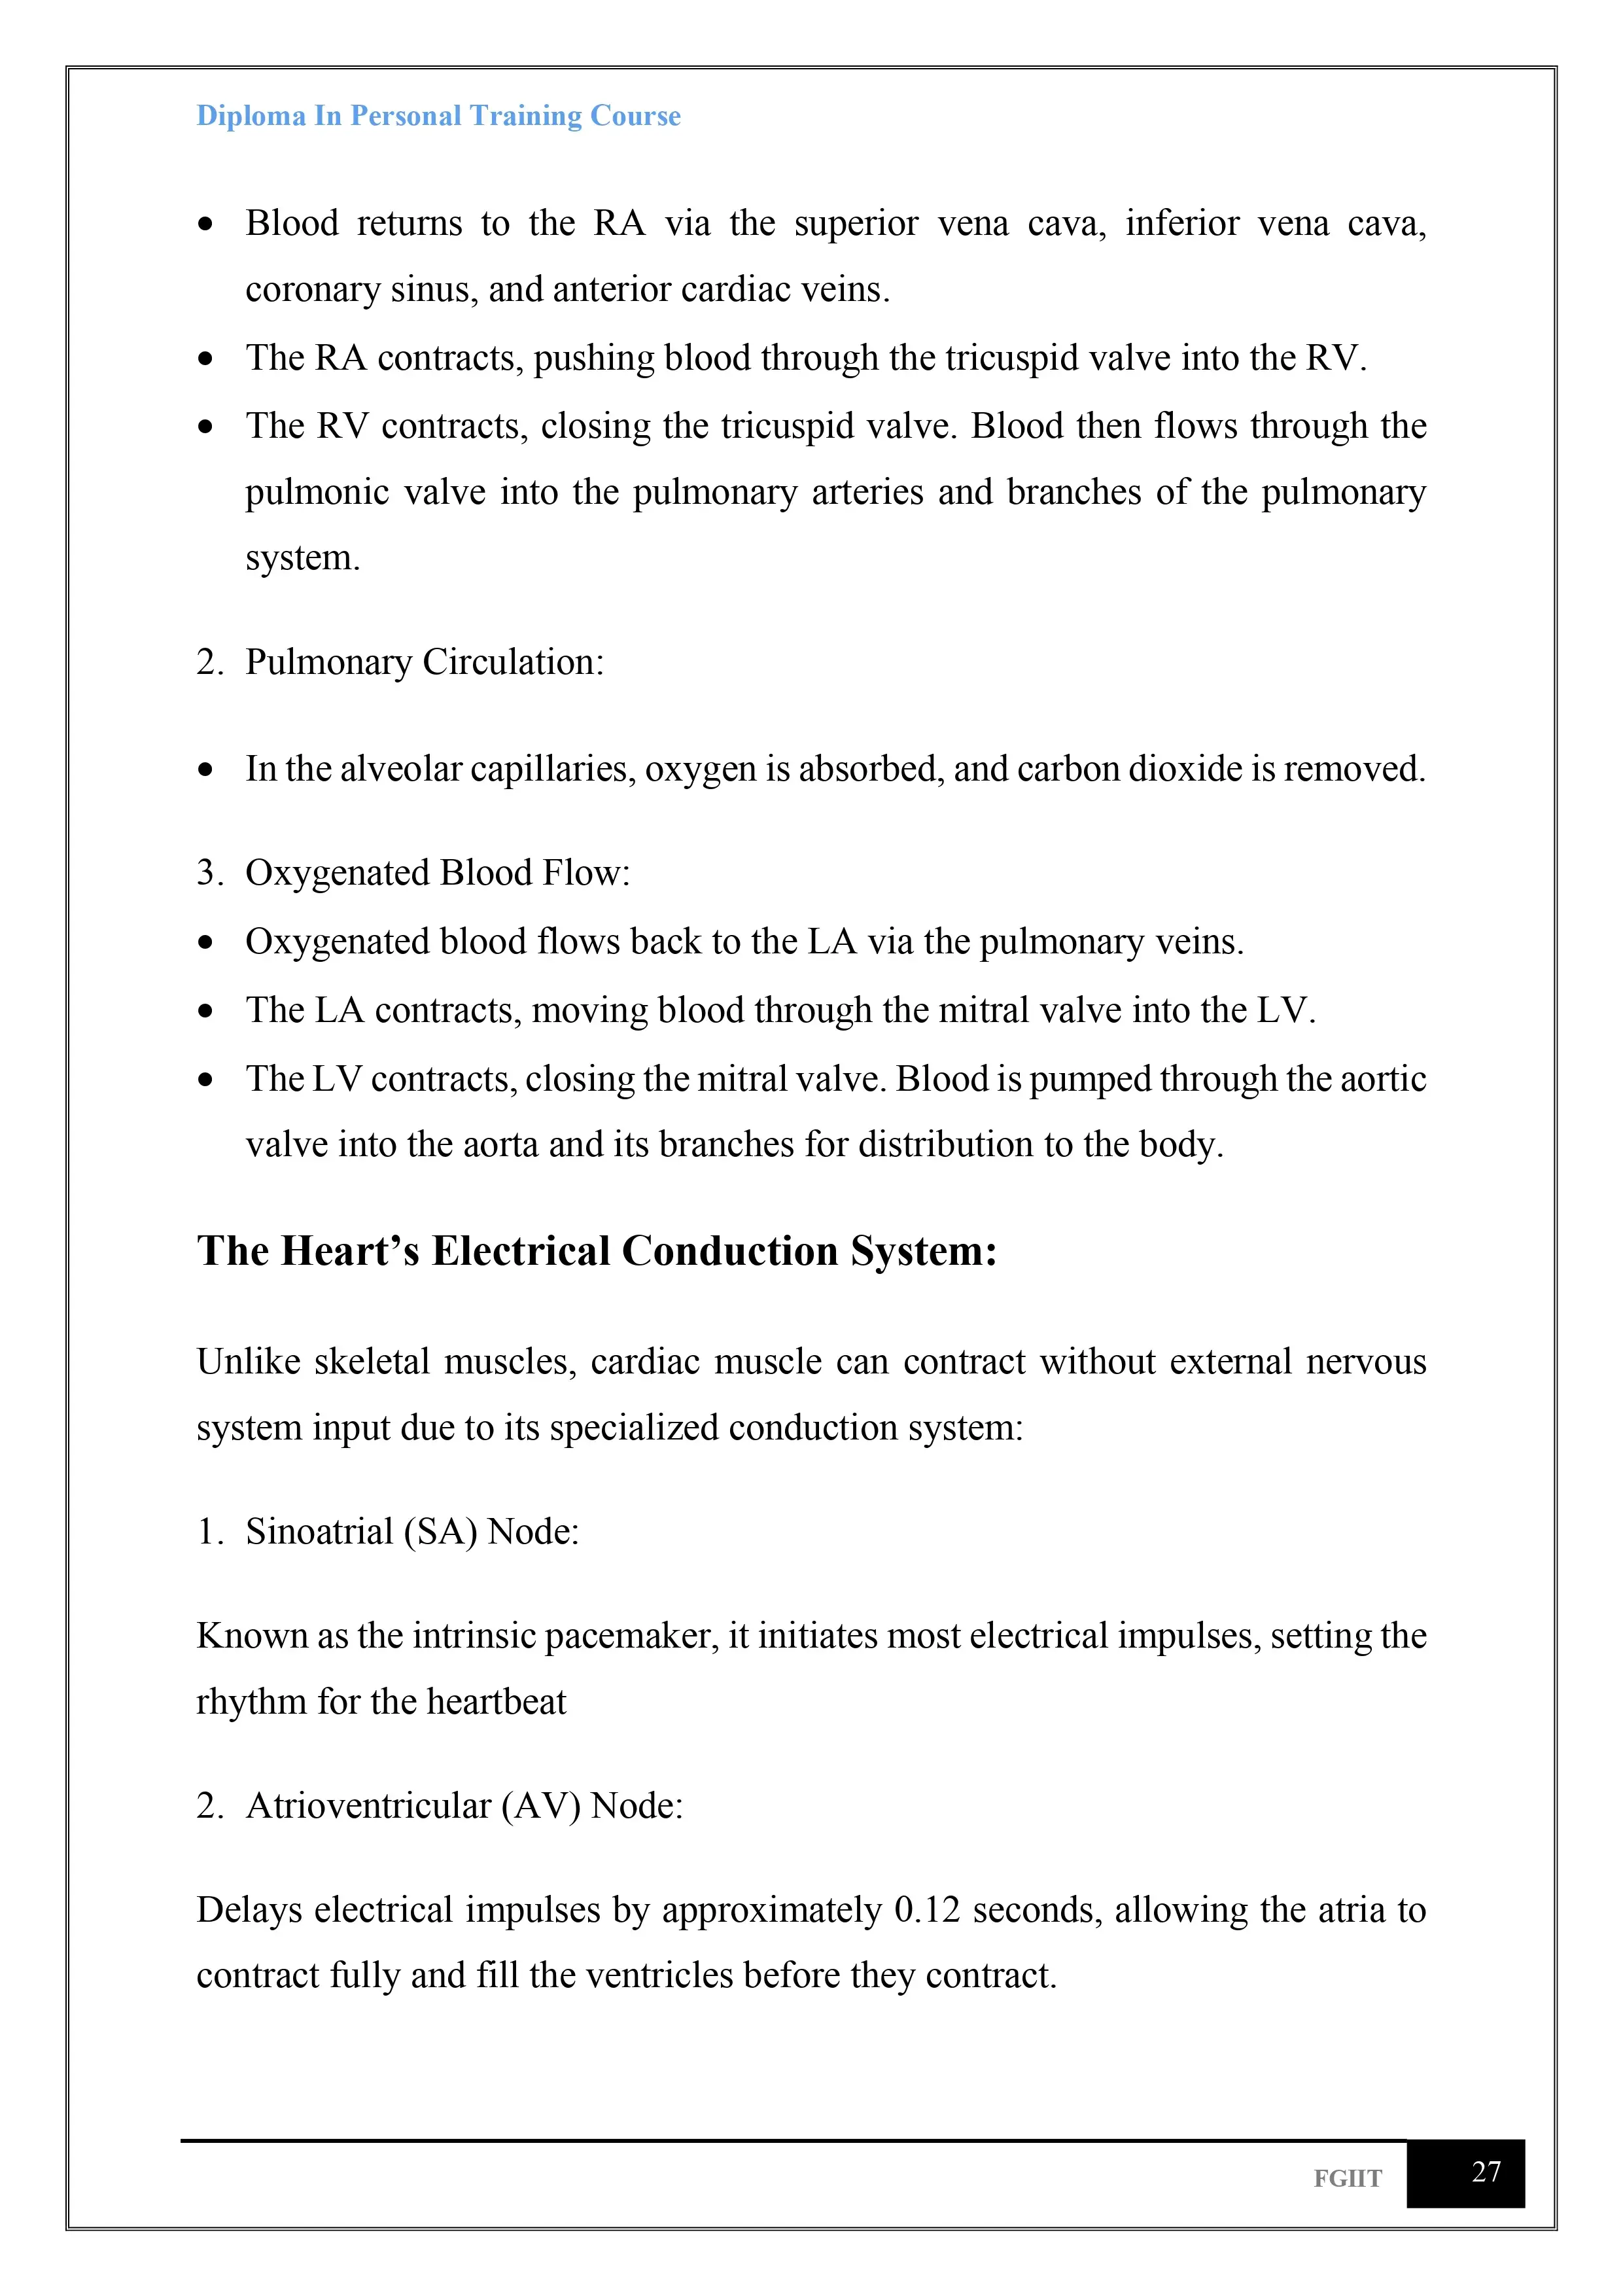 Diploma In Personal Training Course
• Blood returns to the RA via the superior vena cava, inferior vena cava,
coronary sinus, and anterior cardiac veins.
• The RA contracts, pushing blood through the tricuspid valve into the RV.
• The RV contracts, closing the tricuspid valve. Blood then flows through the
pulmonic valve into the pulmonary arteries and branches of the pulmonary
system.
2. Pulmonary Circulation:
• In the alveolar capillaries, oxygen is absorbed, and carbon dioxide is removed.
3. Oxygenated Blood Flow:
• Oxygenated blood flows back to the LA via the pulmonary veins.
• The LA contracts, moving blood through the mitral valve into the LV.
• The LV contracts, closing the mitral valve. Blood is pumped through the aortic
valve into the aorta and its branches for distribution to the body.
The Heart’s Electrical Conduction System:
Unlike skeletal muscles, cardiac muscle can contract without external nervous
system input due to its specialized conduction system:
1. Sinoatrial (SA) Node:
Known as the intrinsic pacemaker, it initiates most electrical impulses, setting the
rhythm for the heartbeat
2. Atrioventricular (AV) Node:
Delays electrical impulses by approximately 0.12 seconds, allowing the atria to
contract fully and fill the ventricles before they contract.
FGIIT 27